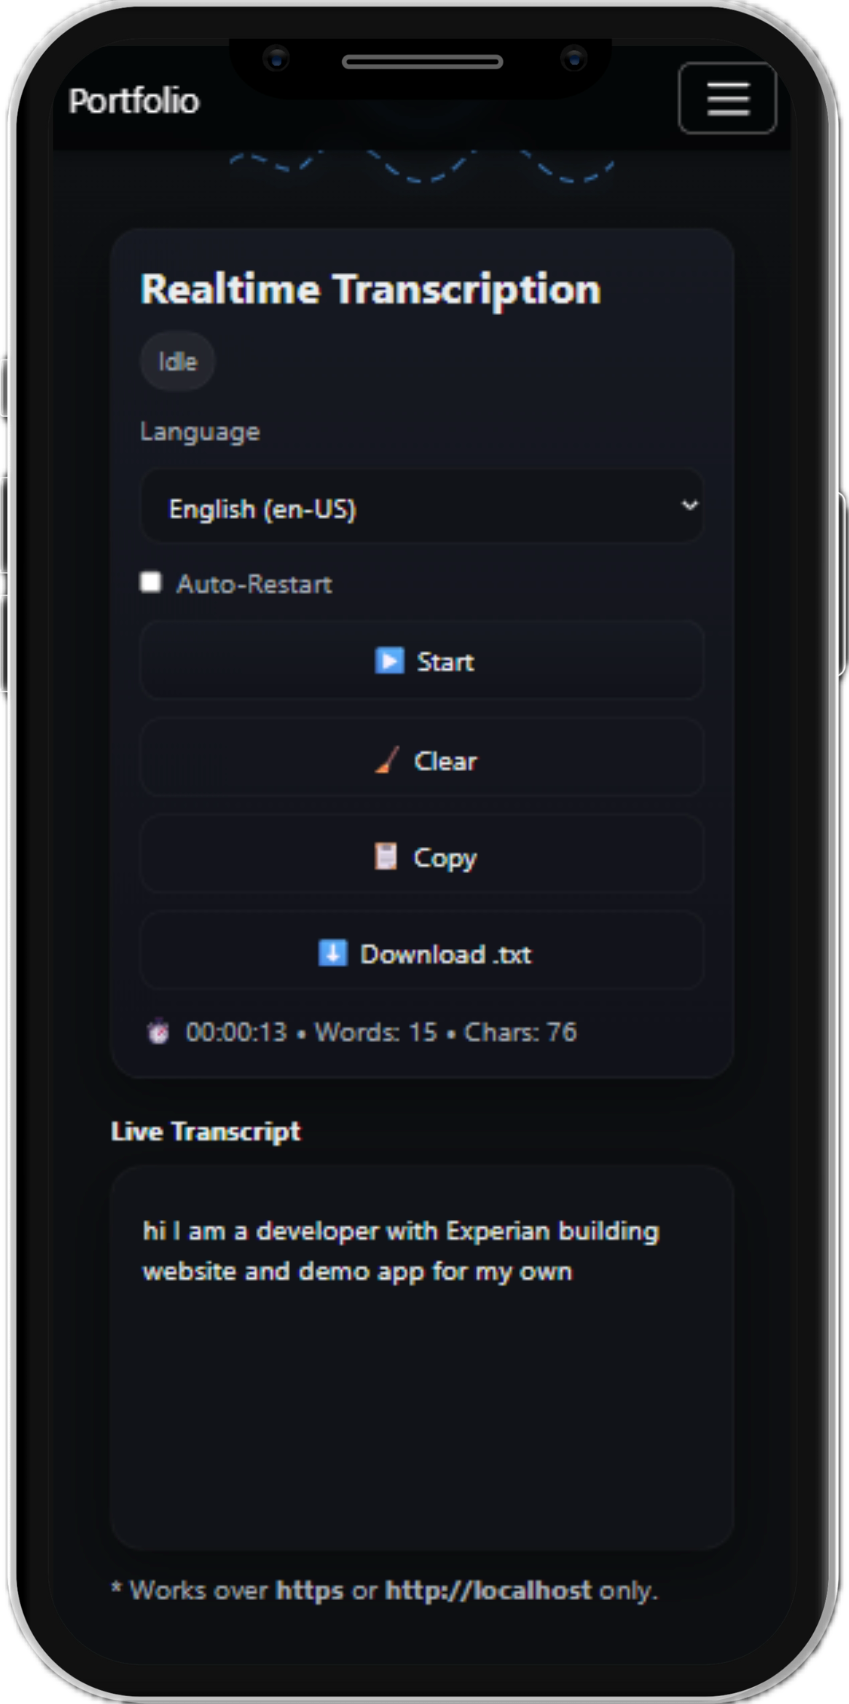 Portfolio
Realtime Transcription
Idle
Language
English (en-US)
Auto-Restart
Start
Clear
Copy
Download .txt
00:00:13 • Words: 15 • Chars: 76
Live Transcript
hi I am a developer with Experian building
website and demo app for my own
* Works over https or http://localhost only.